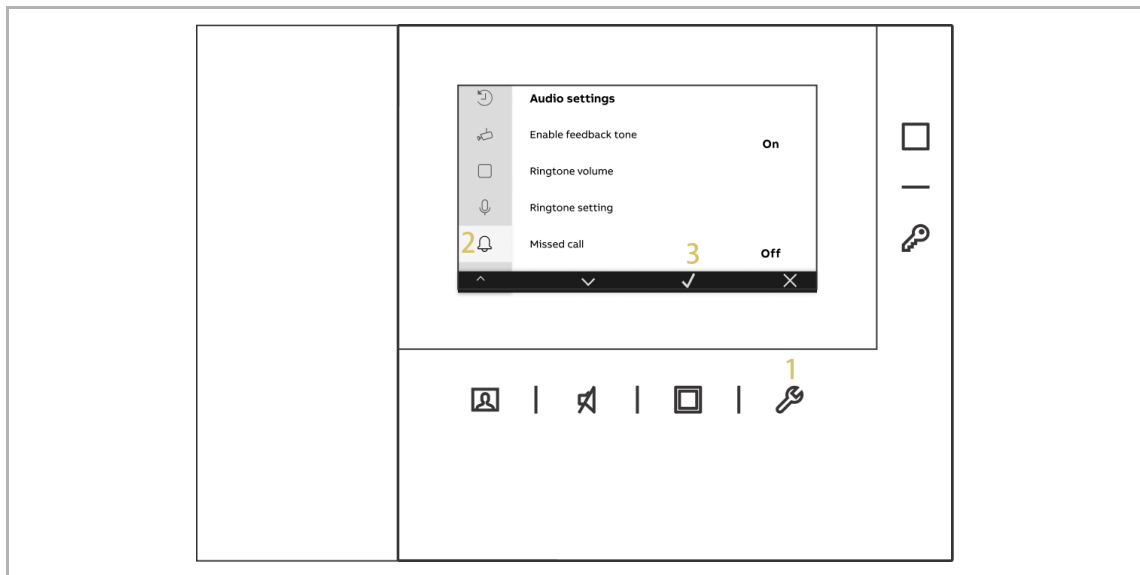 Audio settings
Enable feedback tone
On
Ringtone volume
Ringtone setting
2
Missed call
3
Off
1